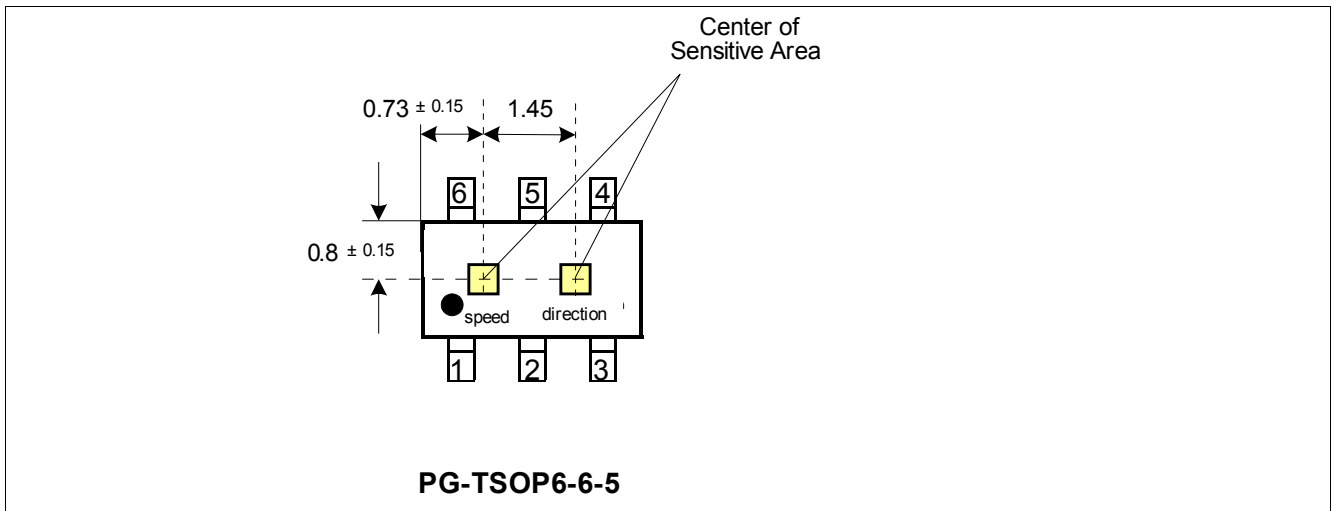 Center of
Sensitive Area
0.73 ± 0.15 1.45
6 5 4
0.8 ± 0.15
speed direction
1 2 3
PG-TSOP6-6-5